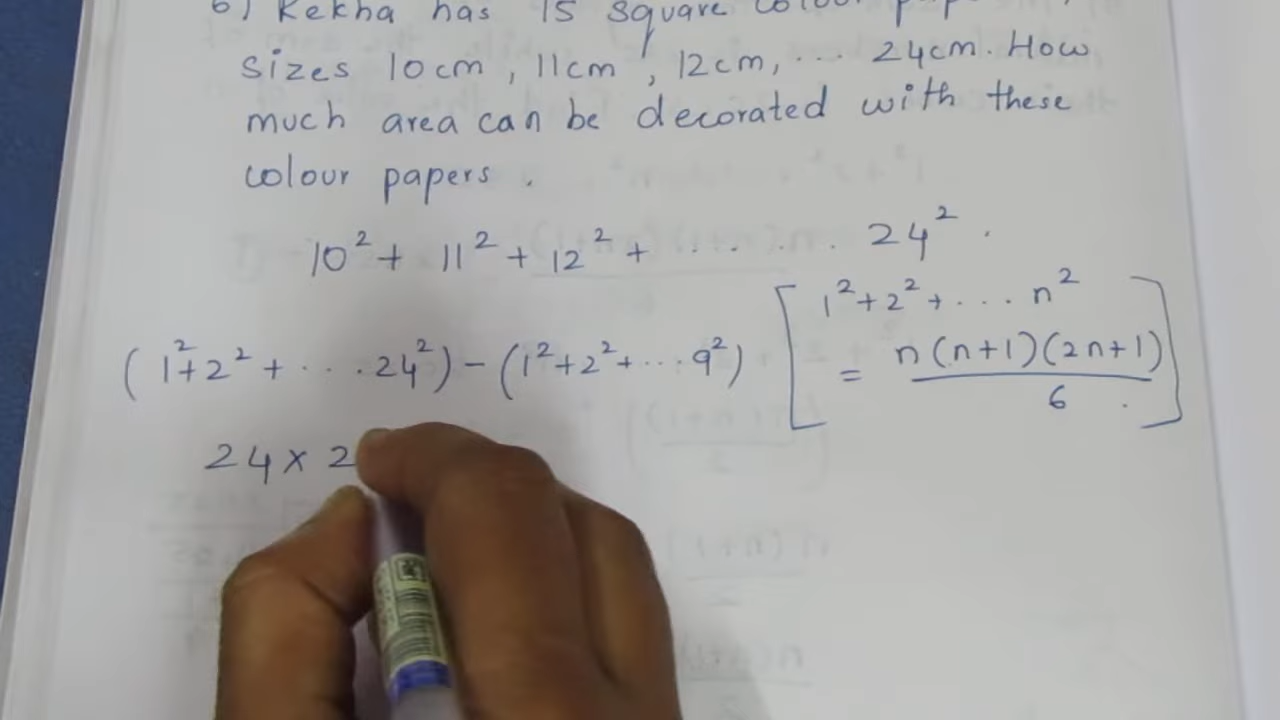 6) Rekha has 15 square colour
sizes 10cm, 11cm, 12cm, ... 24cm. How
much area can be decorated with these
colour papers.
10² + 11² + 12² + ....... 24².
(1²+2²+...24²) - (1²+2²+...9²) [1²+2²+...n²
= n(n+1)(2n+1)/6.]
24 × 2